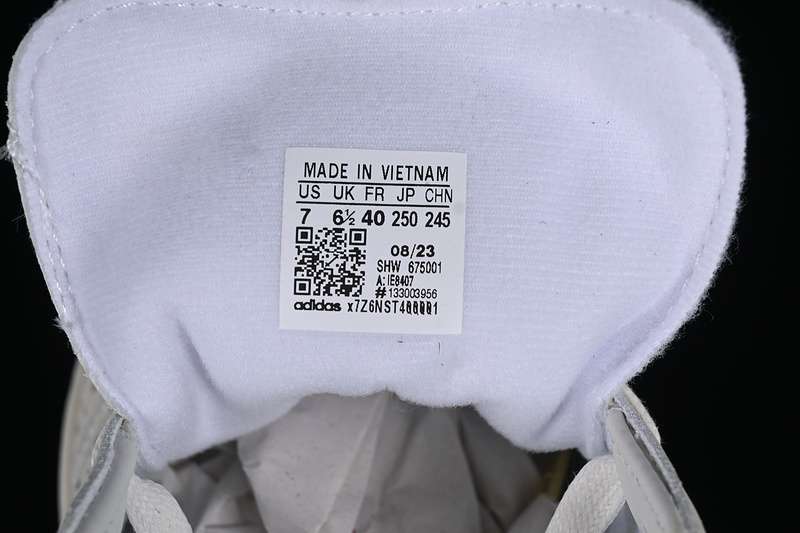 MADE IN VIETNAM
US UK FR JP CHN
7 6½ 40 250 245
08/23
SHW 675001
A: IE8407
#133003956
adidas